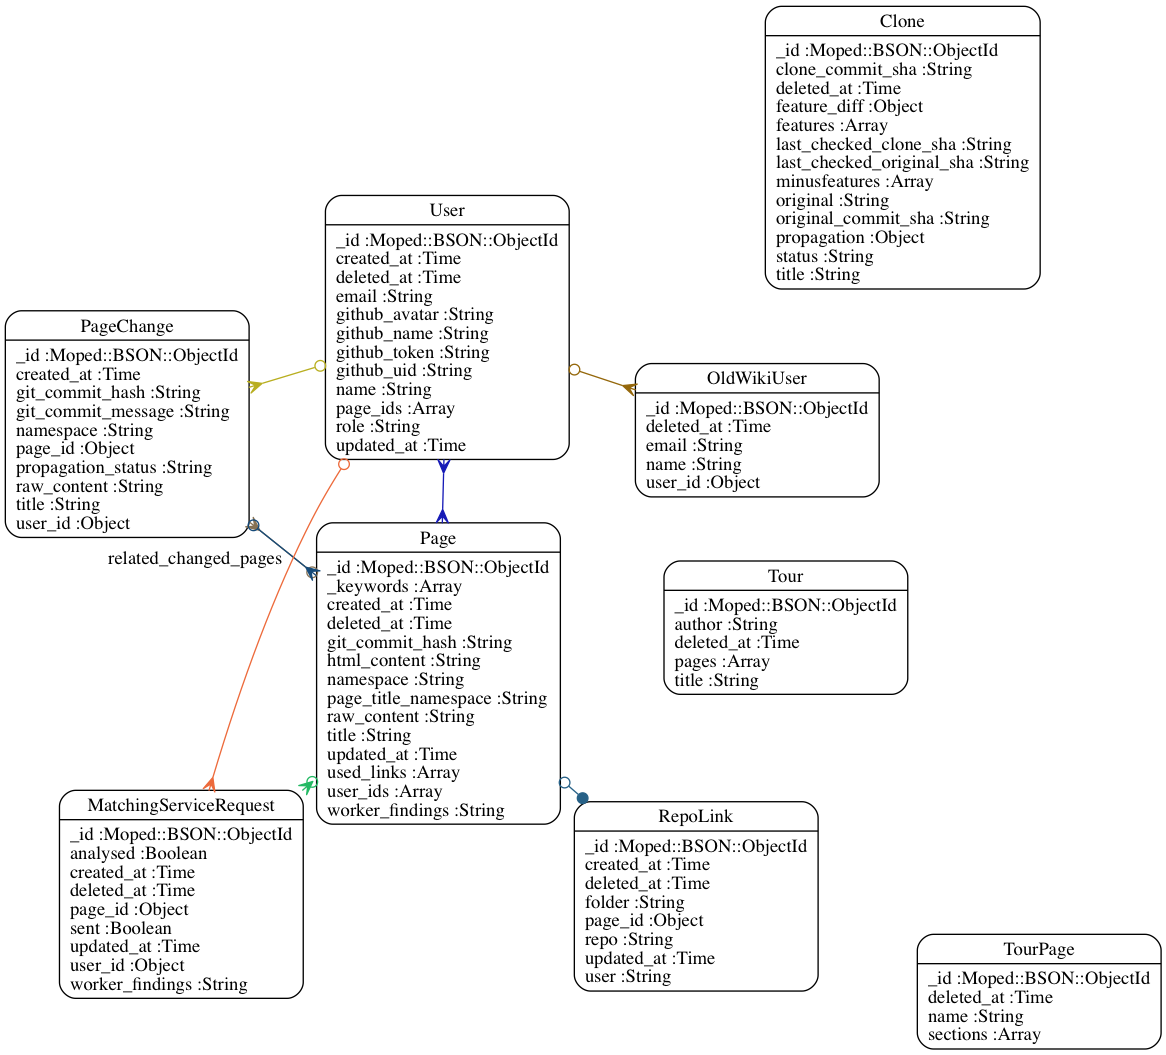 Clone
_id :Moped::BSON::ObjectId
clone_commit_sha :String
deleted_at :Time
feature_diff :Object
features :Array
last_checked_clone_sha :String
last_checked_original_sha :String
minusfeatures :Array
original :String
original_commit_sha :String
propagation :Object
status :String
title :String
User
_id :Moped::BSON::ObjectId
created_at :Time
deleted_at :Time
email :String
github_avatar :String
github_name :String
github_token :String
github_uid :String
name :String
page_ids :Array
role :String
updated_at :Time
PageChange
_id :Moped::BSON::ObjectId
created_at :Time
git_commit_hash :String
git_commit_message :String
namespace :String
page_id :Object
propagation_status :String
raw_content :String
title :String
user_id :Object
OldWikiUser
_id :Moped::BSON::ObjectId
deleted_at :Time
email :String
name :String
user_id :Object
related_changed_pages
Page
_id :Moped::BSON::ObjectId
_keywords :Array
created_at :Time
deleted_at :Time
git_commit_hash :String
html_content :String
namespace :String
page_title_namespace :String
raw_content :String
title :String
updated_at :Time
used_links :Array
user_ids :Array
worker_findings :String
Tour
_id :Moped::BSON::ObjectId
author :String
deleted_at :Time
pages :Array
title :String
MatchingServiceRequest
_id :Moped::BSON::ObjectId
analysed :Boolean
created_at :Time
deleted_at :Time
page_id :Object
sent :Boolean
updated_at :Time
user_id :Object
worker_findings :String
RepoLink
_id :Moped::BSON::ObjectId
created_at :Time
deleted_at :Time
folder :String
page_id :Object
repo :String
updated_at :Time
user :String
TourPage
_id :Moped::BSON::ObjectId
deleted_at :Time
name :String
sections :Array